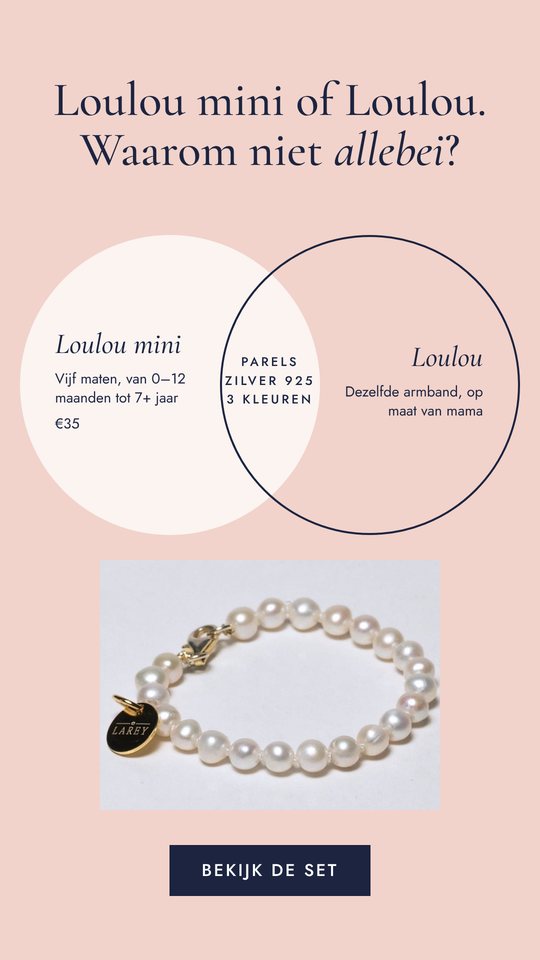 Loulou mini of Loulou.
Waarom niet allebei?
Loulou mini
Vijf maten, van 0–12
maanden tot 7+ jaar
€35
PARELS
ZILVER 925
3 KLEUREN
Loulou
Dezelfde armband, op
maat van mama
LAREY
BEKIJK DE SET